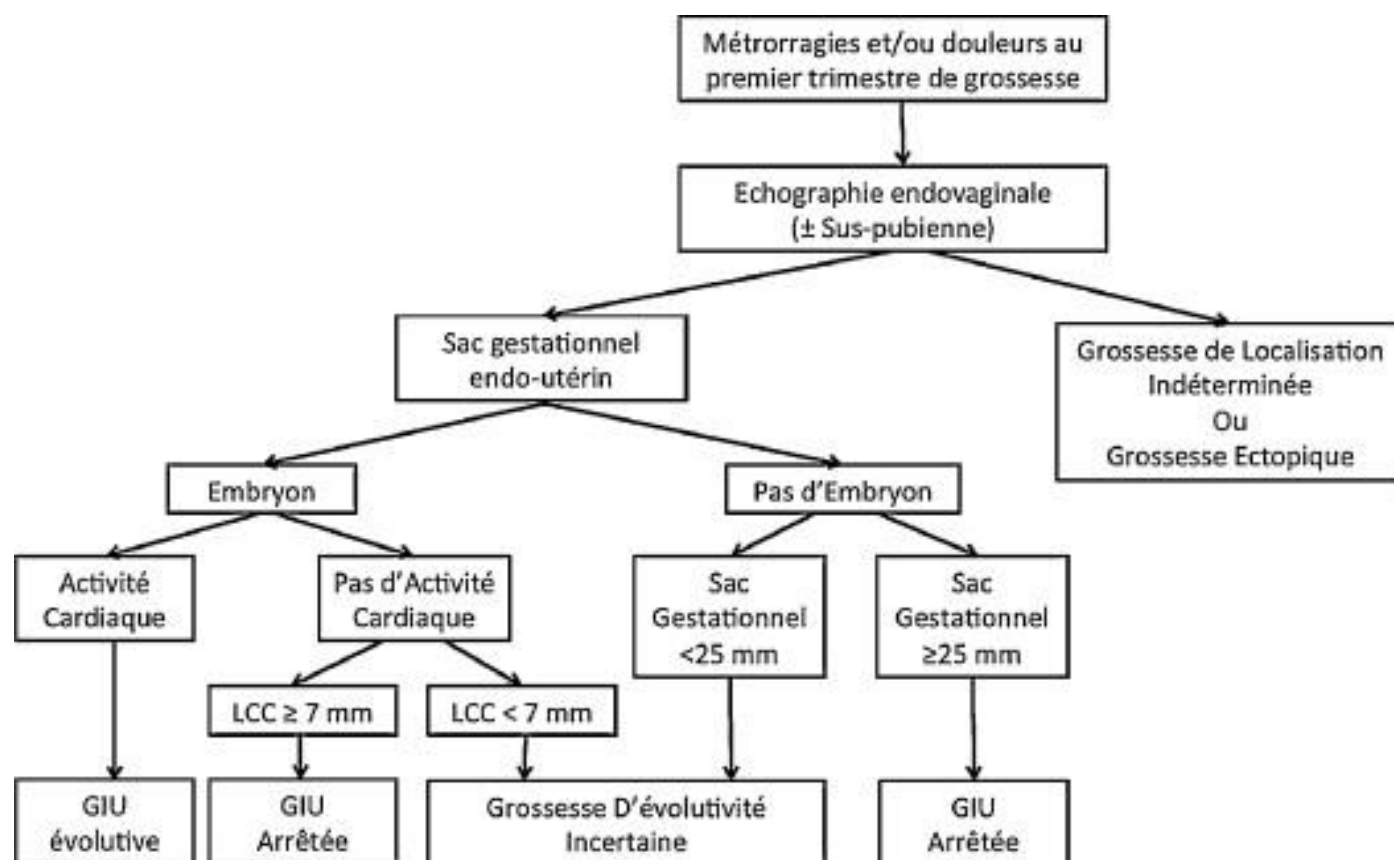 Métrorragies et/ou douleurs au
premier trimestre de grossesse
Echographie endovaginale
(± Sus-pubienne)
Sac gestationnel
endo-utérin
Grossesse de Localisation
Indéterminée
Ou
Grossesse Ectopique
Embryon
Pas d'Embryon
Activité
Cardiaque
Pas d'Activité
Cardiaque
Sac
Gestationnel
<25 mm
Sac
Gestationnel
≥25 mm
LCC ≥ 7 mm
LCC < 7 mm
GIU
évolutive
GIU
Arrêtée
Grossesse D'évolutivité
Incertaine
GIU
Arrêtée